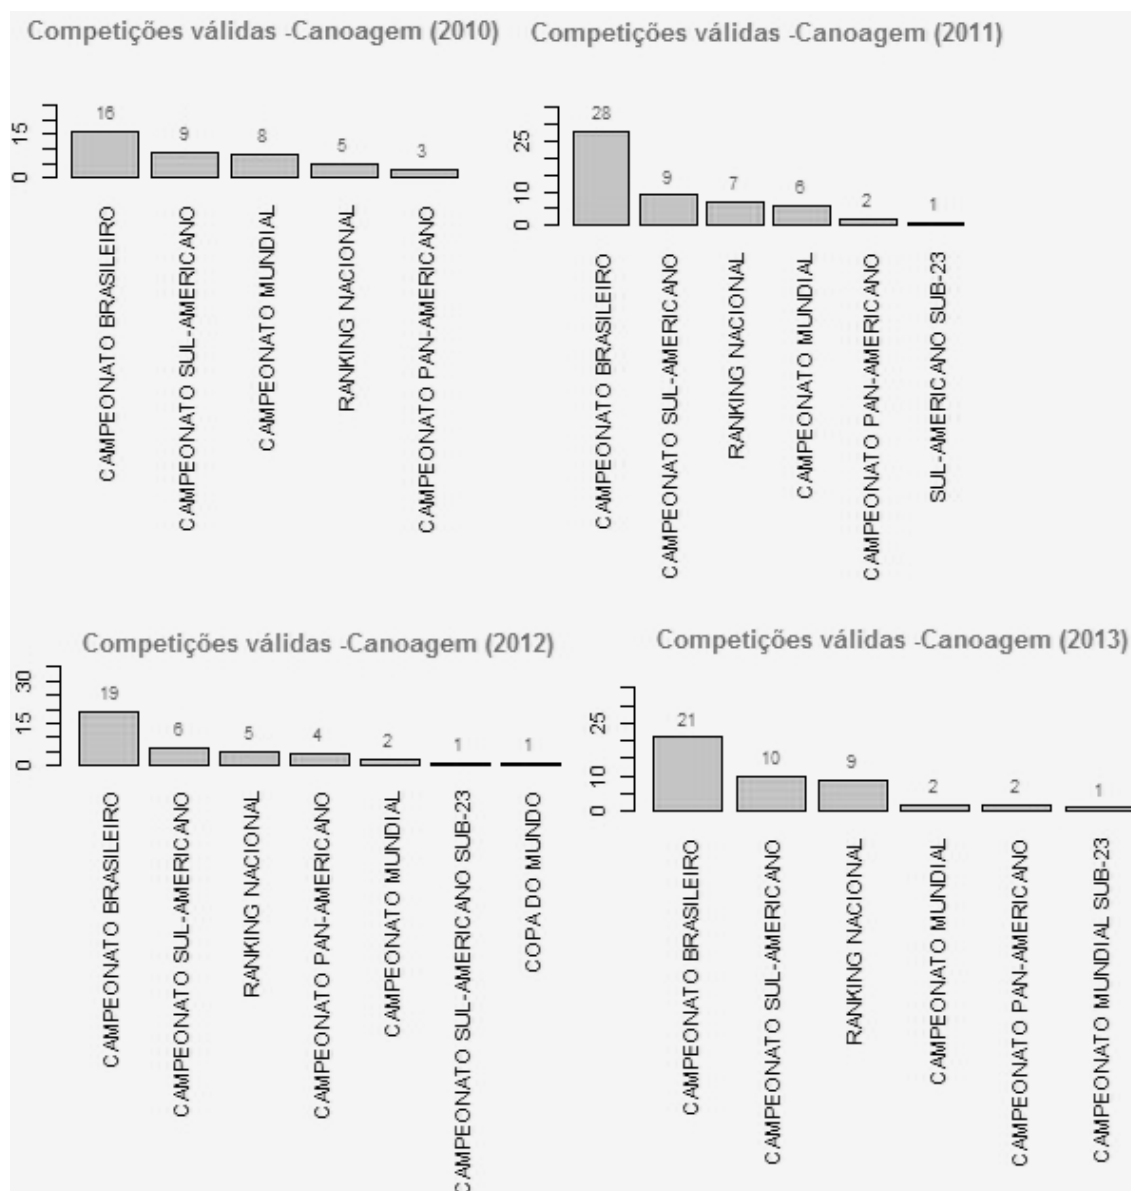 Competições válidas -Canoagem (2010)
15
0
16
9
8
5
3
CAMPEONATO BRASILEIRO
CAMPEONATO SUL-AMERICANO
CAMPEONATO MUNDIAL
RANKING NACIONAL
CAMPEONATO PAN-AMERICANO
Competições válidas -Canoagem (2011)
25
10
0
28
9
7
6
2
1
CAMPEONATO BRASILEIRO
CAMPEONATO SUL-AMERICANO
RANKING NACIONAL
CAMPEONATO MUNDIAL
CAMPEONATO PAN-AMERICANO
SUL-AMERICANO SUB-23
Competições válidas -Canoagem (2012)
30
15
0
19
6
5
4
2
1
1
CAMPEONATO BRASILEIRO
CAMPEONATO SUL-AMERICANO
RANKING NACIONAL
CAMPEONATO PAN-AMERICANO
CAMPEONATO MUNDIAL
CAMPEONATO SUL-AMERICANO SUB-23
COPA DO MUNDO
Competições válidas -Canoagem (2013)
25
10
0
21
10
9
2
2
1
CAMPEONATO BRASILEIRO
CAMPEONATO SUL-AMERICANO
RANKING NACIONAL
CAMPEONATO MUNDIAL
CAMPEONATO PAN-AMERICANO
CAMPEONATO MUNDIAL SUB-23